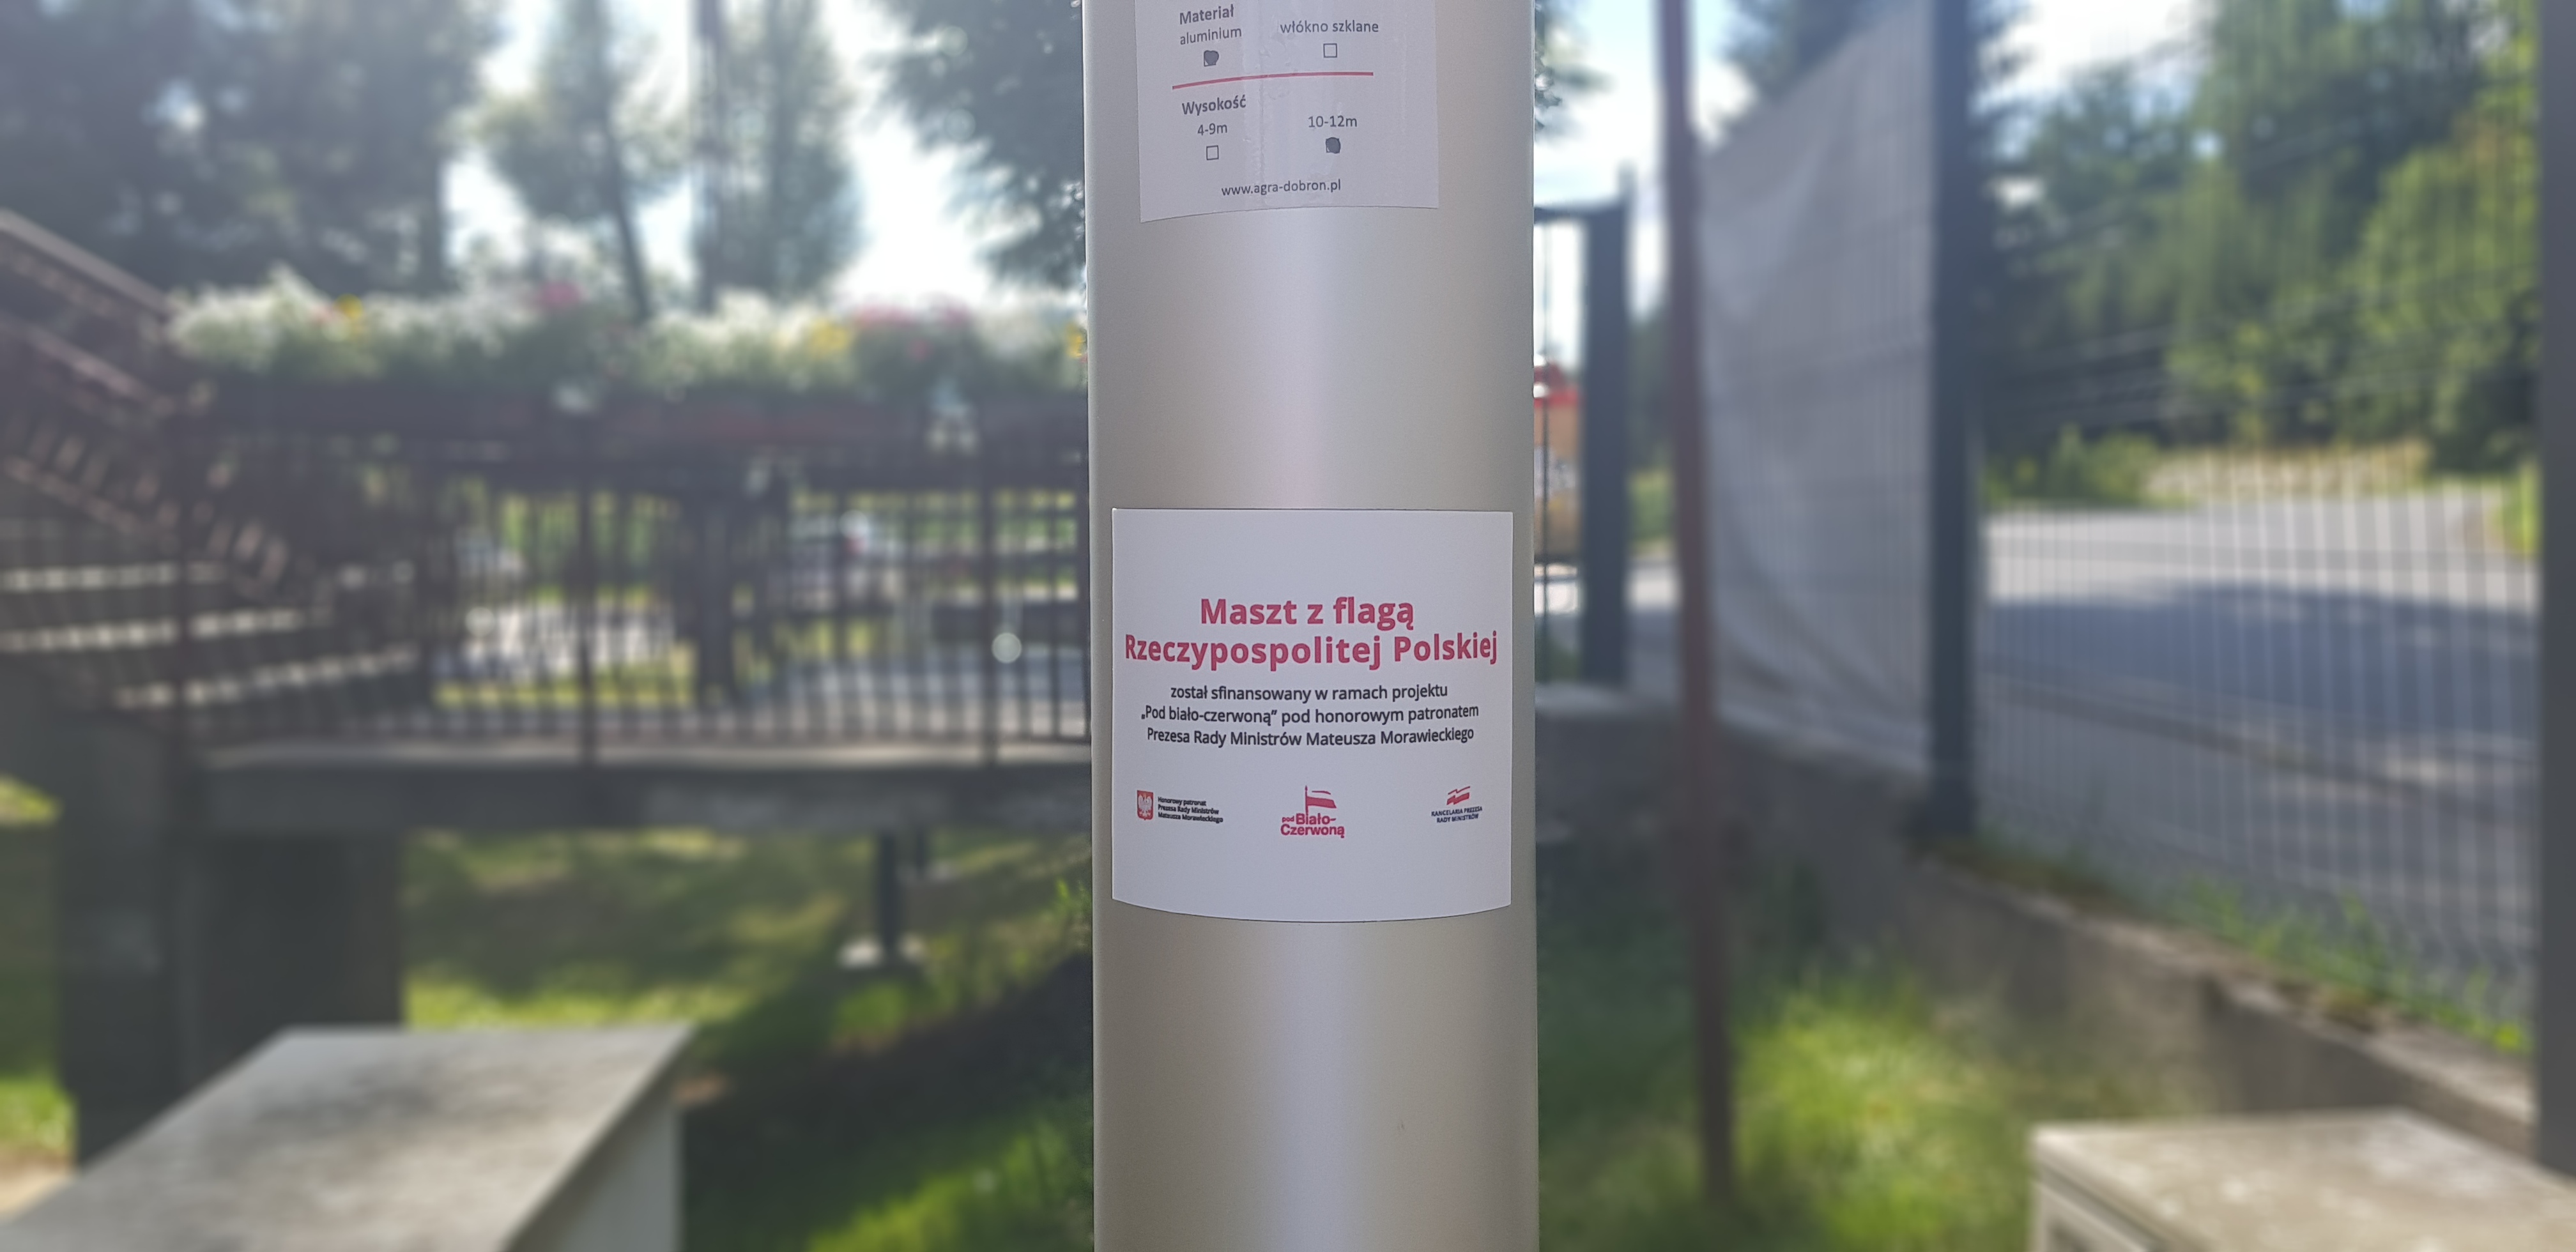 Materiał
aluminium
włókno szklane
Wysokość
4-9m
10-12m
www.agra-dobron.pl
Maszt z flagą
Rzeczypospolitej Polskiej
został sfinansowany w ramach projektu
„Pod biało-czerwoną” pod honorowym patronatem
Prezesa Rady Ministrów Mateusza Morawieckiego
Honorowy patronat
Prezesa Rady Ministrów
Mateusza Morawieckiego
pod Biało-
Czerwoną
KANCELARIA PREZESA
RADY MINISTRÓW